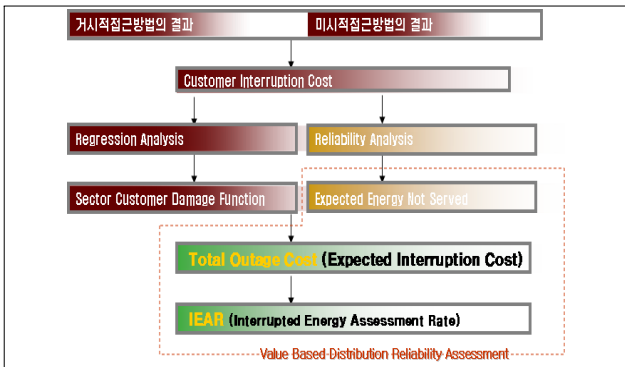 거시적접근방법의 결과 미시적접근방법의 결과
Customer Interruption Cost
Regression Analysis Reliability Analysis
Sector Customer Damage Function Expected Energy Not Served
Total Outage Cost (Expected Interruption Cost)
IEAR (Interrupted Energy Assessment Rate)
Value Based Distribution Reliability Assessment